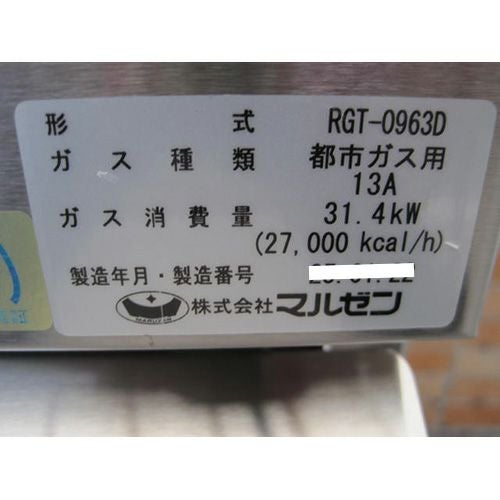 形式 RGT-0963D
ガス種類 都市ガス用
13A
ガス消費量 31.4kW
(27,000 kcal/h)
製造年月・製造番号
MARUZEN 株式会社 マルゼン